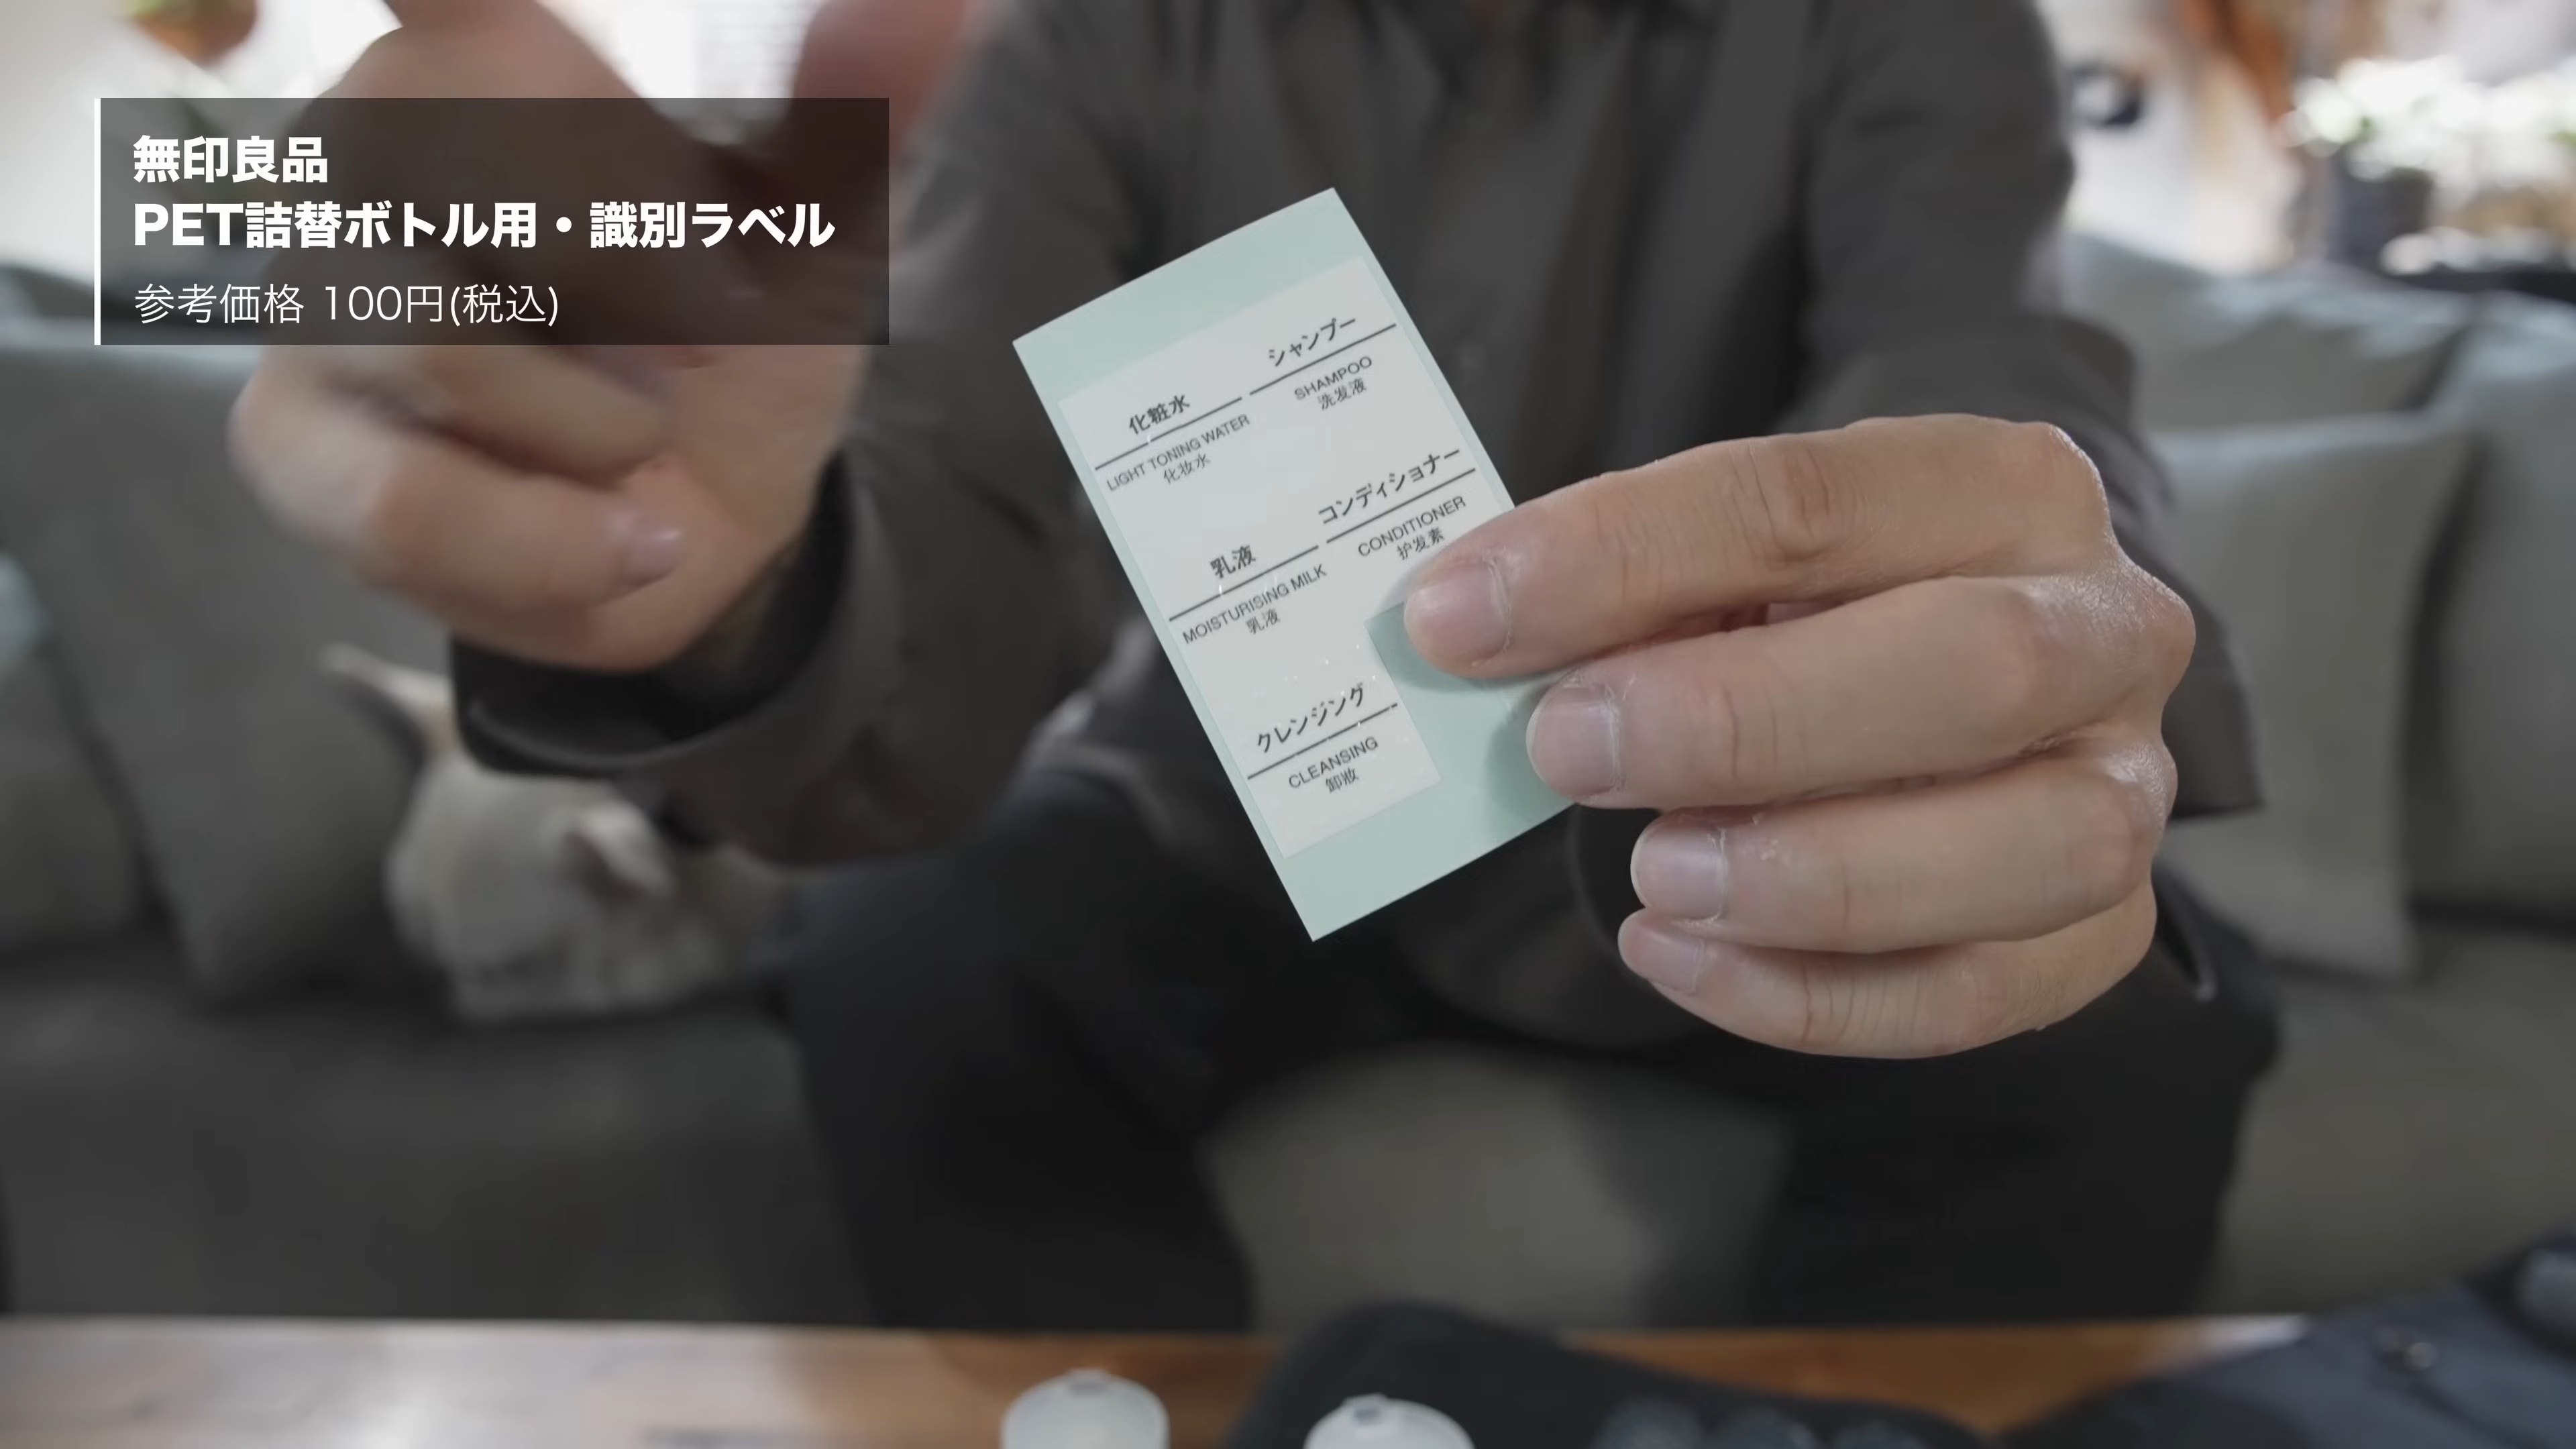 無印良品
PET詰替ボトル用・識別ラベル
参考価格 100円(税込)
化粧水
LIGHT TONING WATER
化妆水
シャンプー
SHAMPOO
洗发液
乳液
MOISTURISING MILK
乳液
コンディショナー
CONDITIONER
护发素
クレンジング
CLEANSING
卸妝